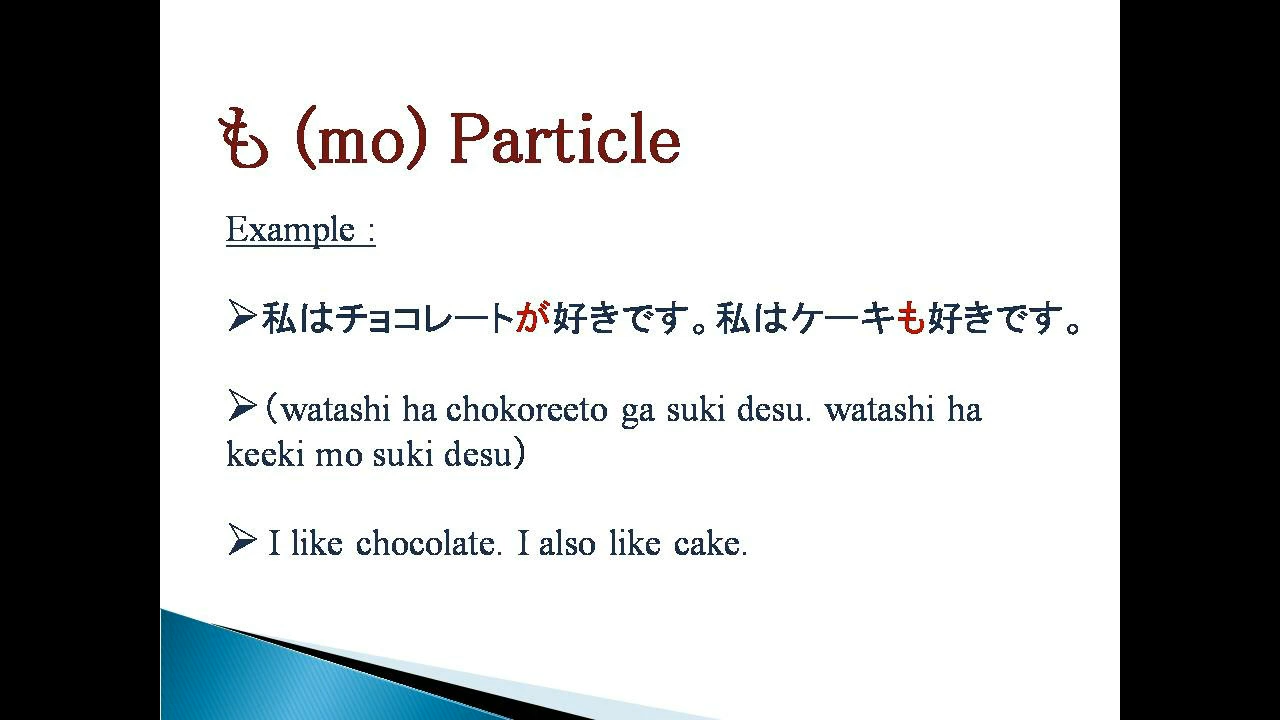 も (mo) Particle
Example :
➢私はチョコレートが好きです。私はケーキも好きです。
➢（watashi ha chokoreeto ga suki desu. watashi ha
keeki mo suki desu）
➢ I like chocolate. I also like cake.